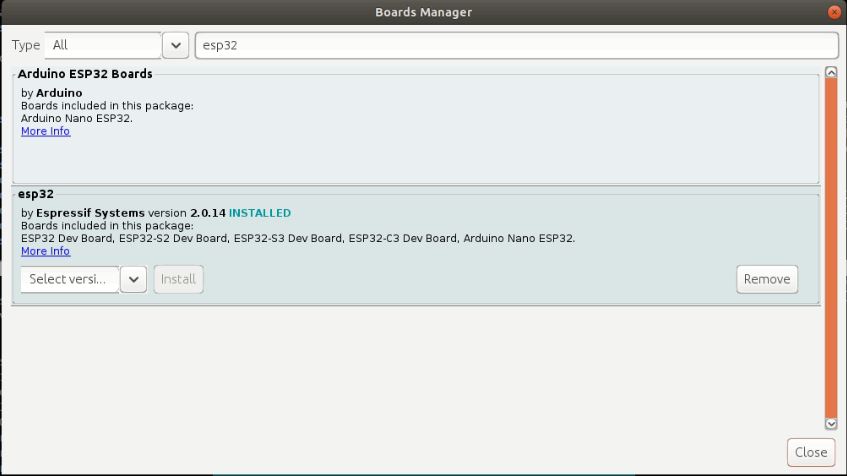 Boards Manager
Type All esp32
Arduino ESP32 Boards
by Arduino
Boards included in this package:
Arduino Nano ESP32.
More Info
esp32
by Espressif Systems version 2.0.14 INSTALLED
Boards included in this package:
ESP32 Dev Board, ESP32-S2 Dev Board, ESP32-S3 Dev Board, ESP32-C3 Dev Board, Arduino Nano ESP32.
More Info
Select versi... Install Remove
Close